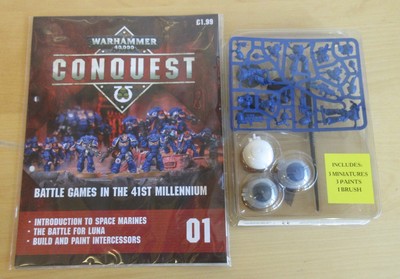 £1.99
WARHAMMER
40,000
CONQUEST
BATTLE GAMES IN THE 41ST MILLENNIUM
• INTRODUCTION TO SPACE MARINES
• THE BATTLE FOR LUNA
• BUILD AND PAINT INTERCESSORS
01
INCLUDES:
3 MINIATURES
3 PAINTS
1 BRUSH